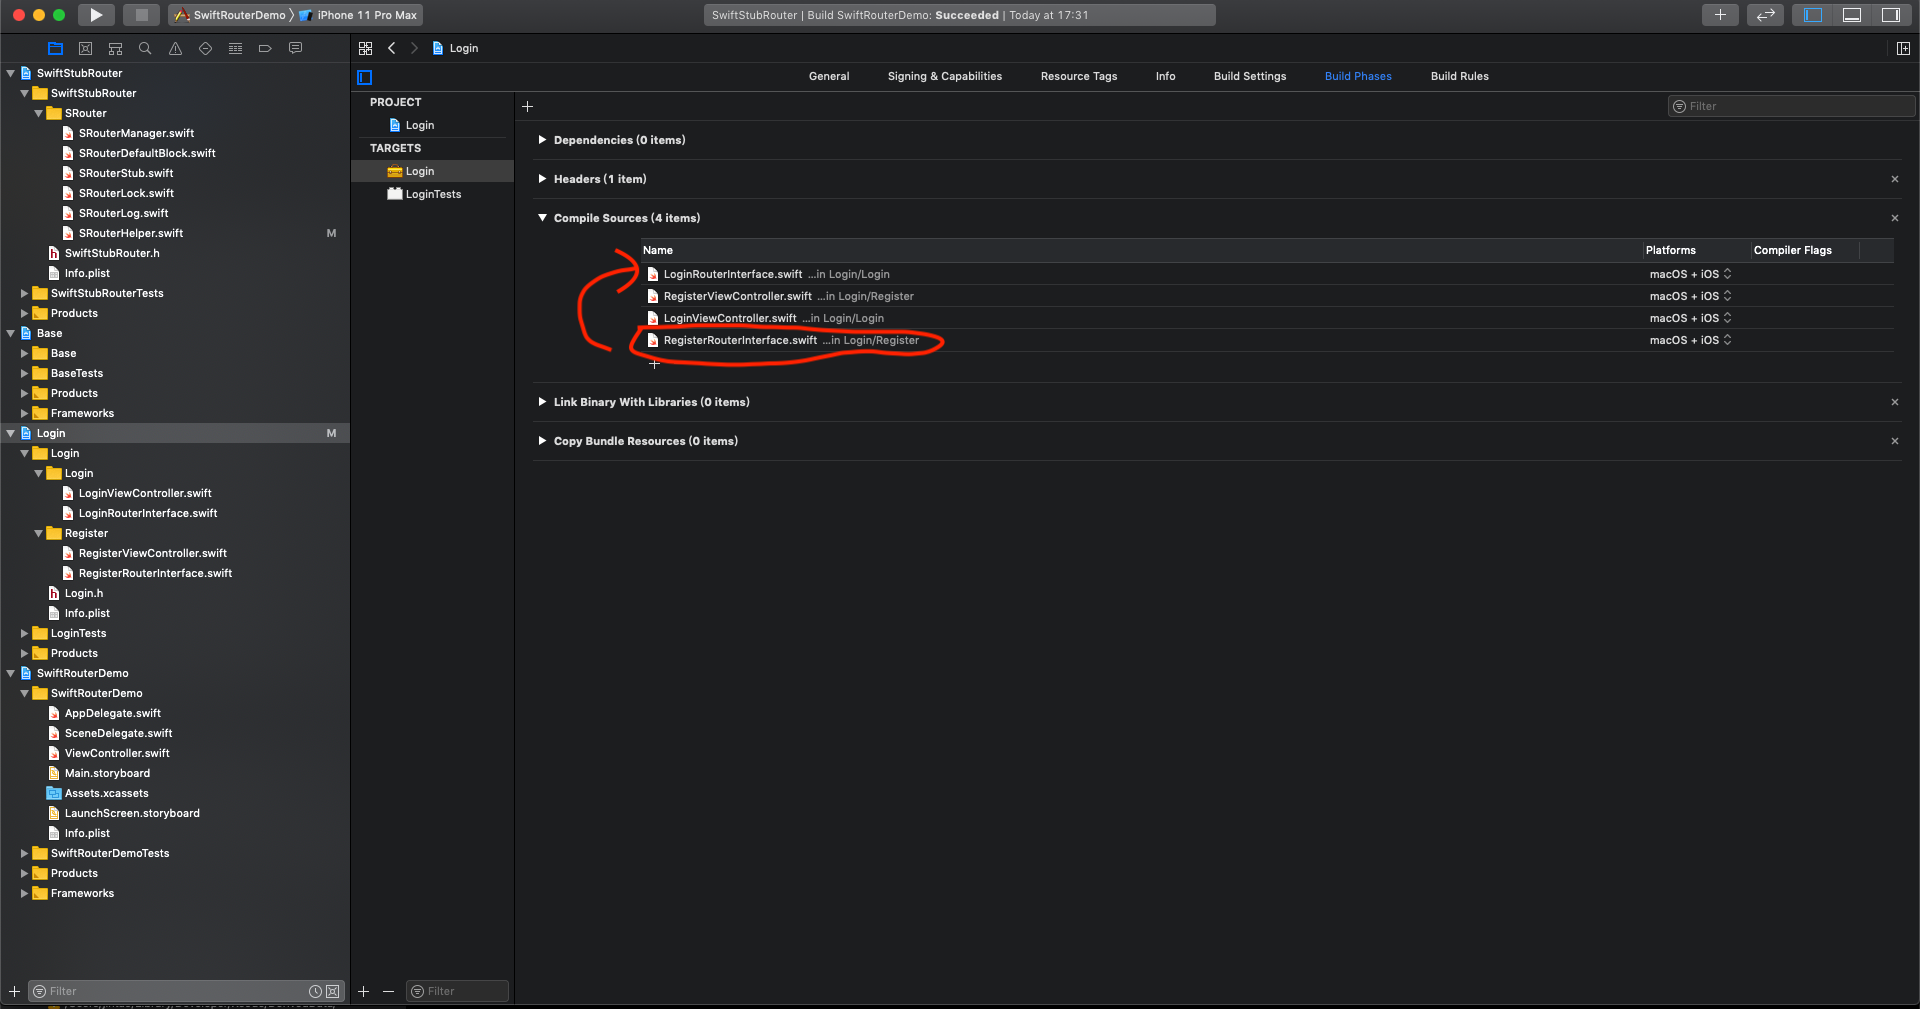 SwiftRouterDemo iPhone 11 Pro Max
SwiftStubRouter | Build SwiftRouterDemo: Succeeded | Today at 17:31
Login
SwiftStubRouter
SwiftStubRouter
SRouter
SRouterManager.swift
SRouterDefaultBlock.swift
SRouterStub.swift
SRouterLock.swift
SRouterLog.swift
SRouterHelper.swift M
SwiftStubRouter.h
Info.plist
SwiftStubRouterTests
Products
Base
Base
BaseTests
Products
Frameworks
Login M
Login
Login
LoginViewController.swift
LoginRouterInterface.swift
Register
RegisterViewController.swift
RegisterRouterInterface.swift
Login.h
Info.plist
LoginTests
Products
SwiftRouterDemo
SwiftRouterDemo
AppDelegate.swift
SceneDelegate.swift
ViewController.swift
Main.storyboard
Assets.xcassets
LaunchScreen.storyboard
Info.plist
SwiftRouterDemoTests
Products
Frameworks
Filter
General Signing & Capabilities Resource Tags Info Build Settings Build Phases Build Rules
PROJECT
Login
TARGETS
Login
LoginTests
Filter
Filter
Dependencies (0 items)
Headers (1 item)
Compile Sources (4 items)
Name Platforms Compiler Flags
LoginRouterInterface.swift ...in Login/Login macOS + iOS
RegisterViewController.swift ...in Login/Register macOS + iOS
LoginViewController.swift ...in Login/Login macOS + iOS
RegisterRouterInterface.swift ...in Login/Register macOS + iOS
Link Binary With Libraries (0 items)
Copy Bundle Resources (0 items)